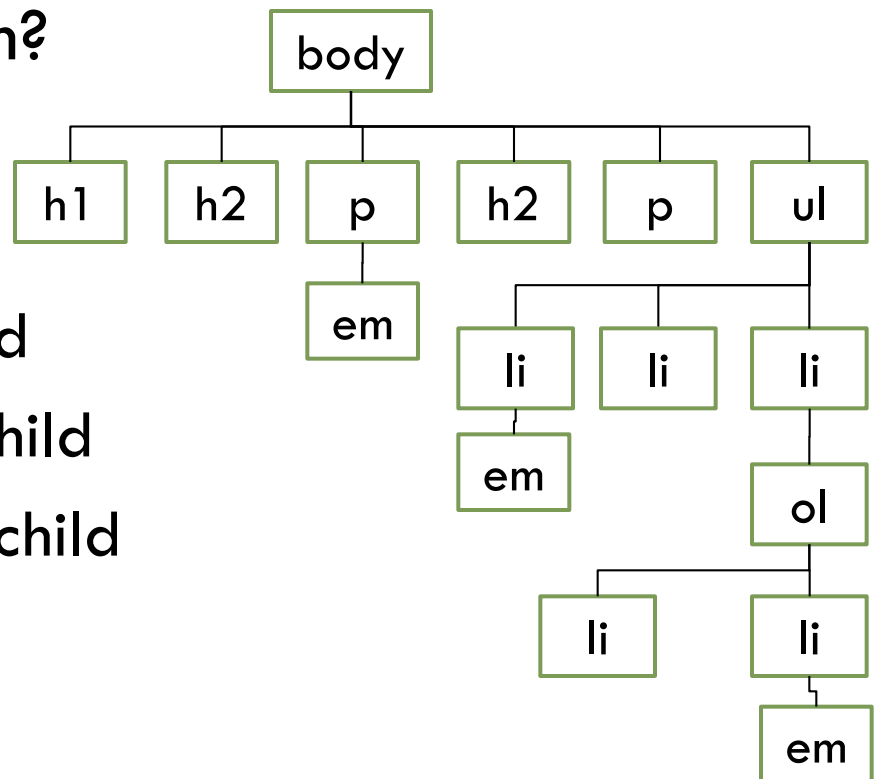 n?
body
h1 h2 p h2 p ul
d
em
li li li
hild
em
ol
child
li li
em